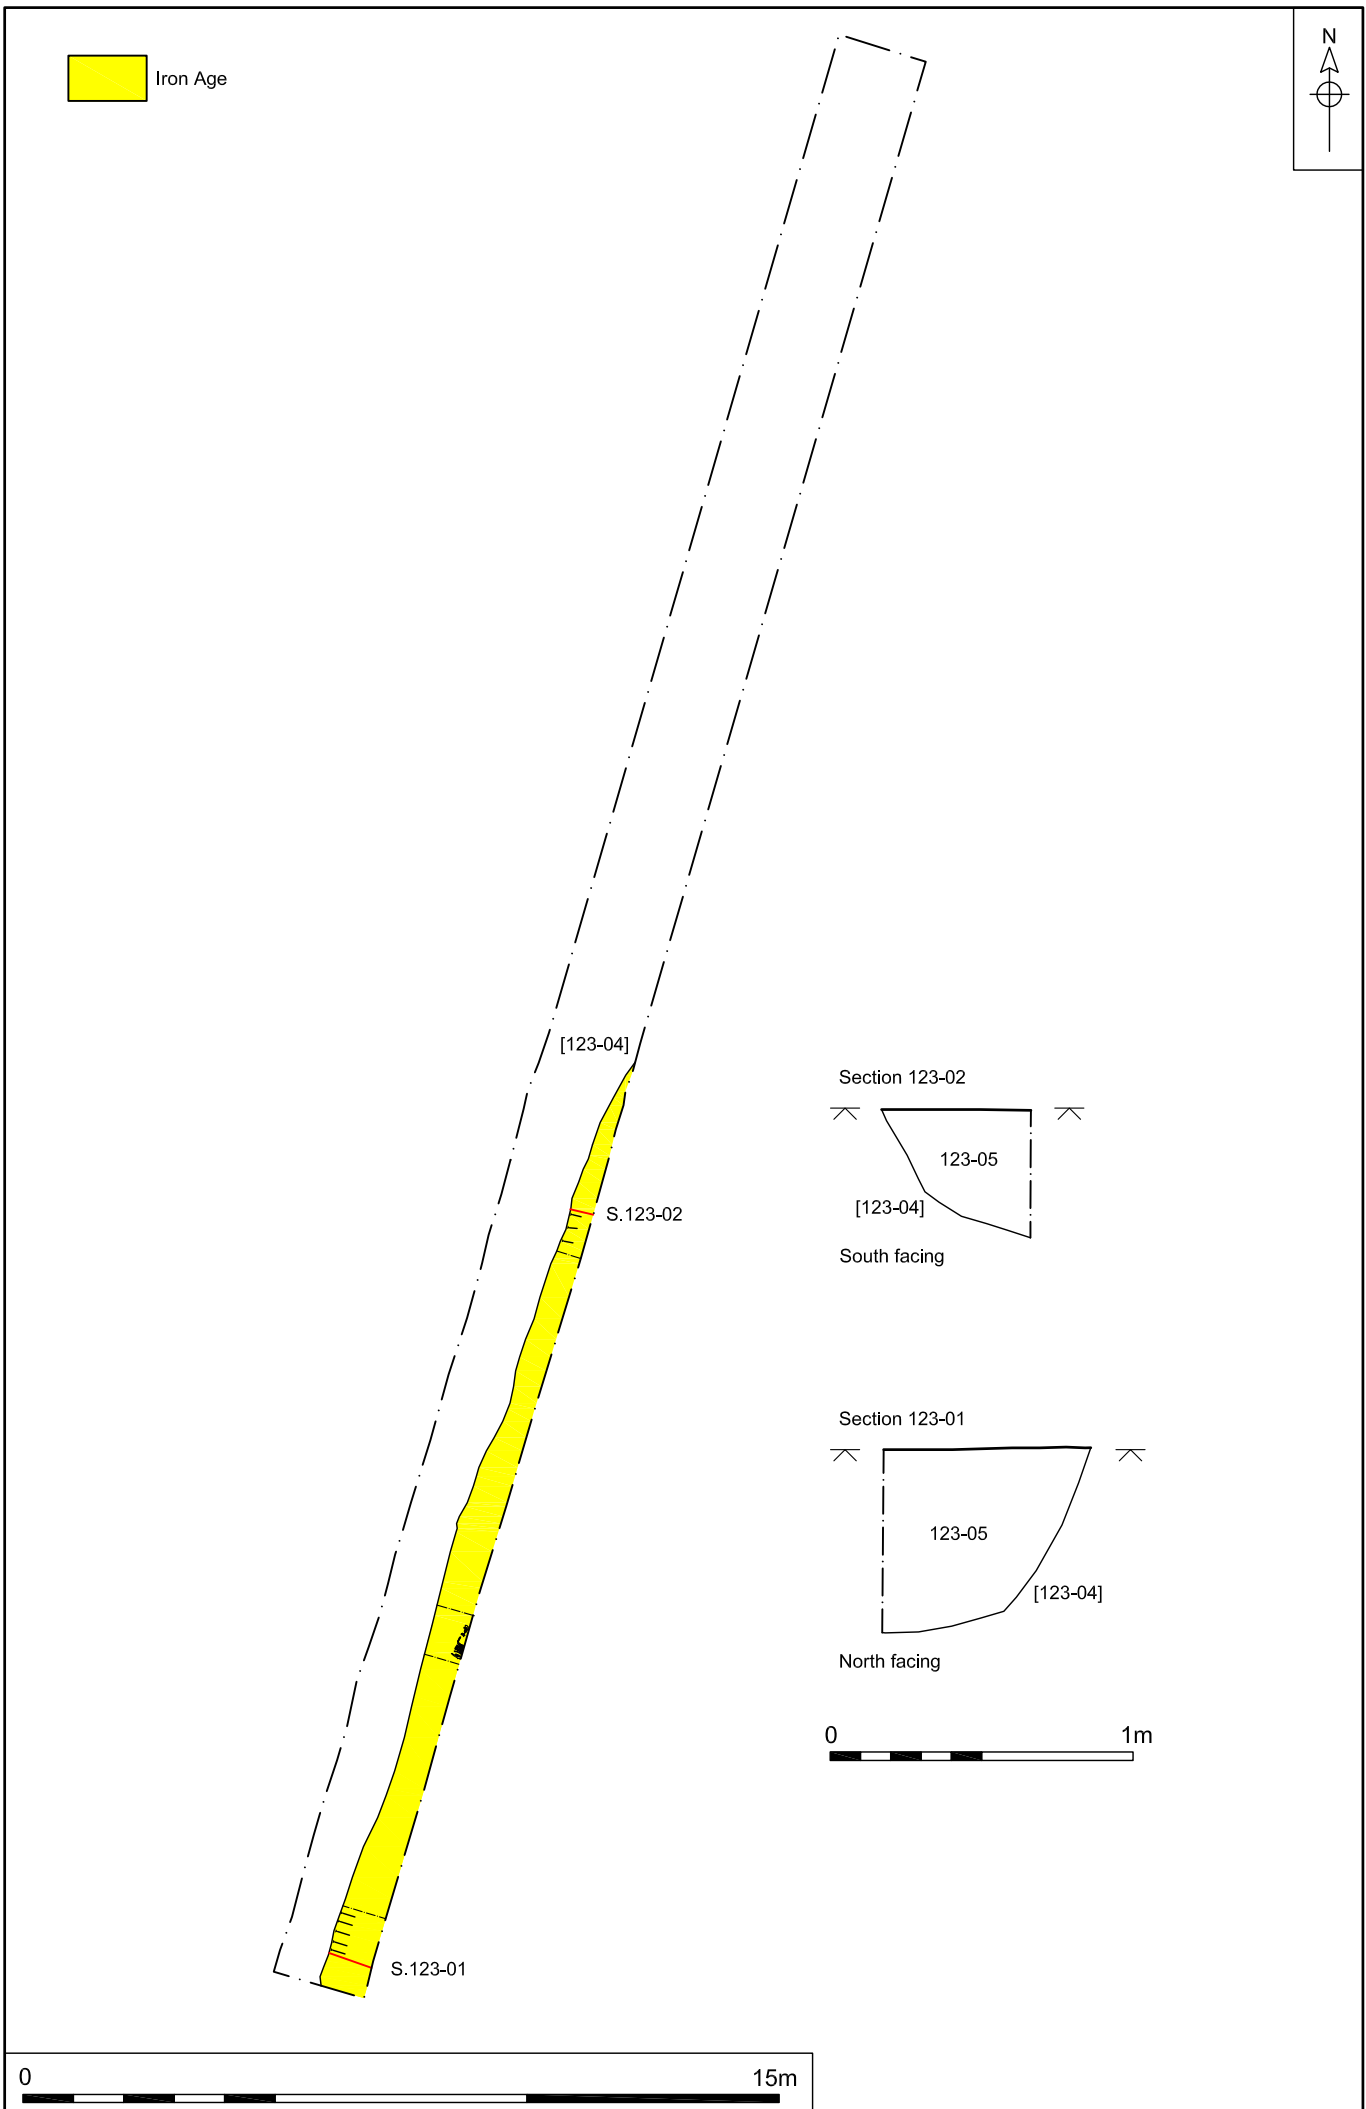 Iron Age
N
[123-04]
Section 123-02
123-05
S.123-02
[123-04]
South facing
Section 123-01
123-05
[123-04]
North facing
0 1m
S.123-01
0 15m